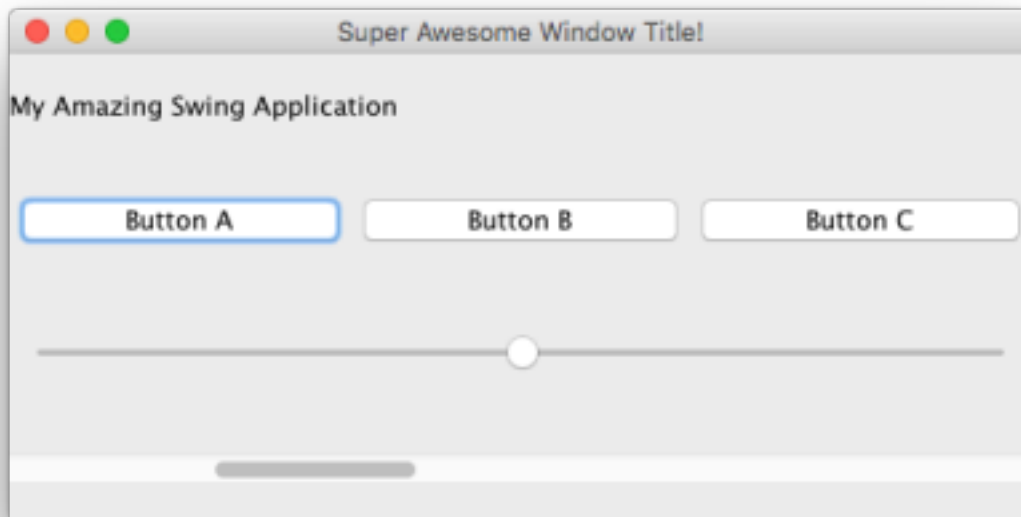 Super Awesome Window Title!
My Amazing Swing Application
Button A Button B Button C